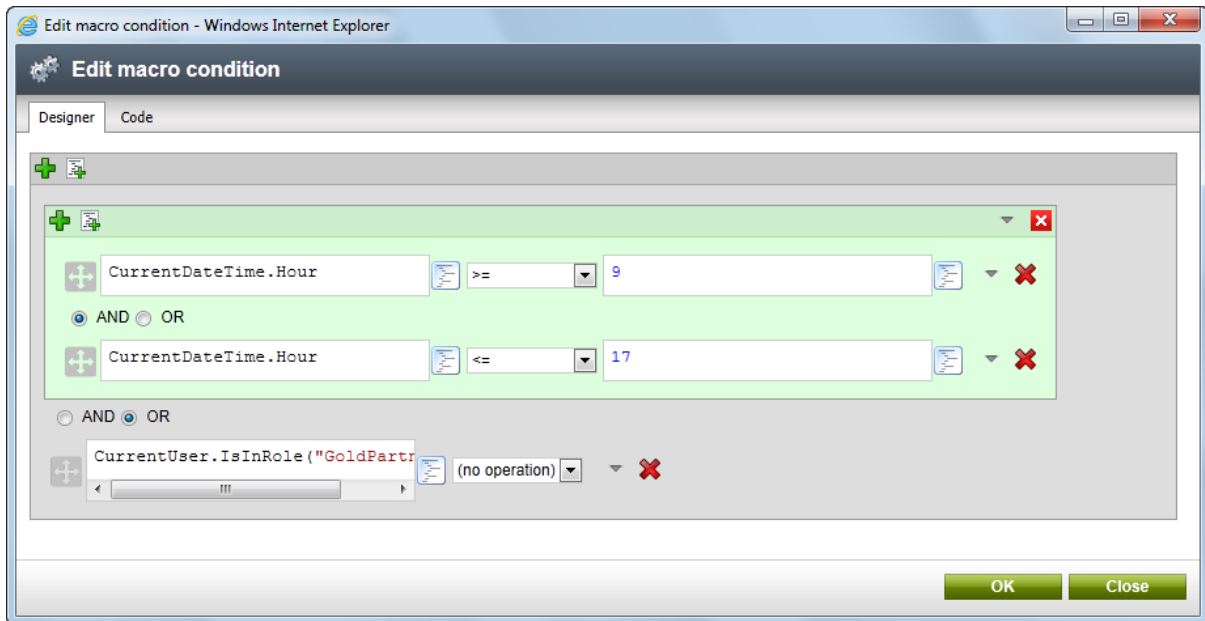 Edit macro condition - Windows Internet Explorer
Edit macro condition
Designer Code
CurrentDateTime.Hour >= 9
AND OR
CurrentDateTime.Hour <= 17
AND OR
CurrentUser.IsInRole("GoldPartn (no operation)
OK Close